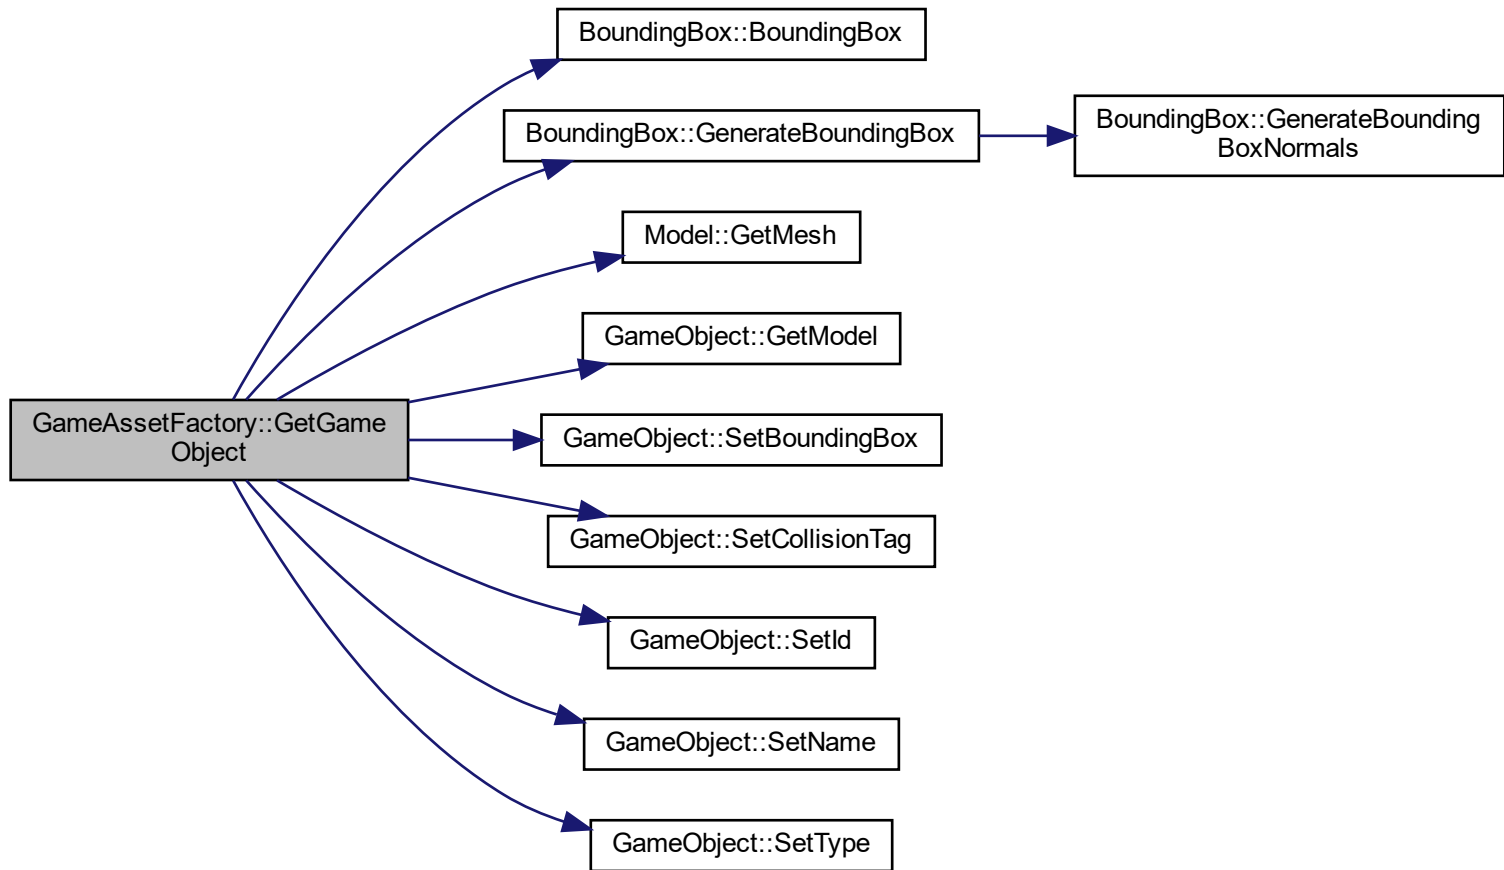 BoundingBox::BoundingBox
BoundingBox::GenerateBoundingBox
BoundingBox::GenerateBounding
BoxNormals
Model::GetMesh
GameObject::GetModel
GameAssetFactory::GetGame
Object
GameObject::SetBoundingBox
GameObject::SetCollisionTag
GameObject::SetId
GameObject::SetName
GameObject::SetType